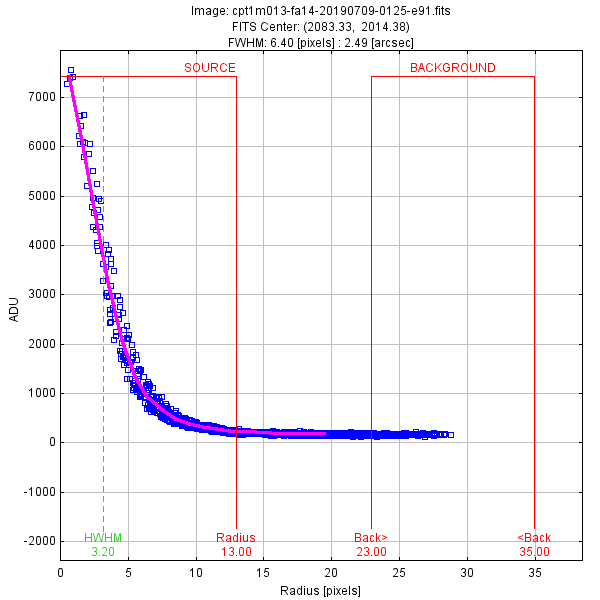 Image: cpt1m013-fa14-20190709-0125-e91.fits
FITS Center: (2083.33, 2014.38)
FWHM: 6.40 [pixels] : 2.49 [arcsec]
SOURCE
BACKGROUND
7000
6000
5000
4000
3000
2000
1000
0
-1000
-2000
ADU
HWHM
3.20
Radius
13.00
Back>
23.00
<Back
35.00
0
5
10
15
20
25
30
35
Radius [pixels]